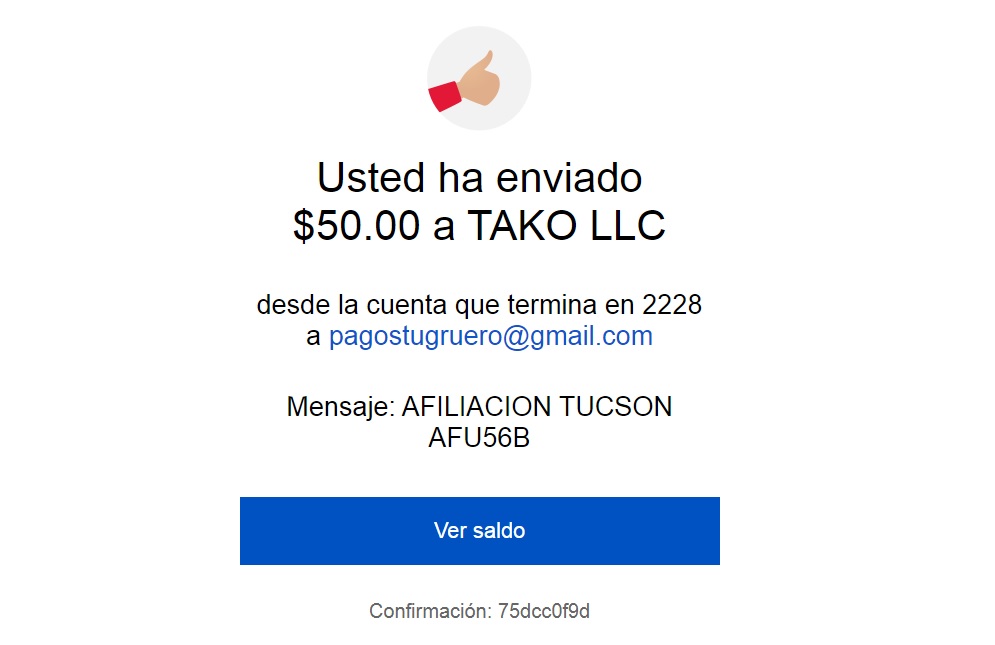 Usted ha enviado
$50.00 a TAKO LLC
desde la cuenta que termina en 2228
a pagostugruero@gmail.com
Mensaje: AFILIACION TUCSON
AFU56B
Ver saldo
Confirmación: 75dcc0f9d